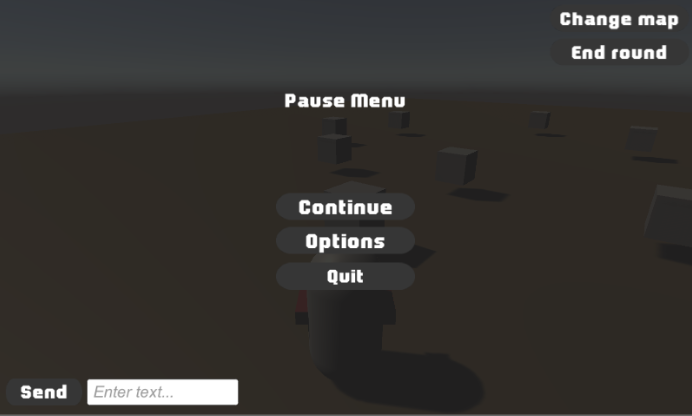 Change map
End round
Pause Menu
Continue
Options
Quit
Send
Enter text...